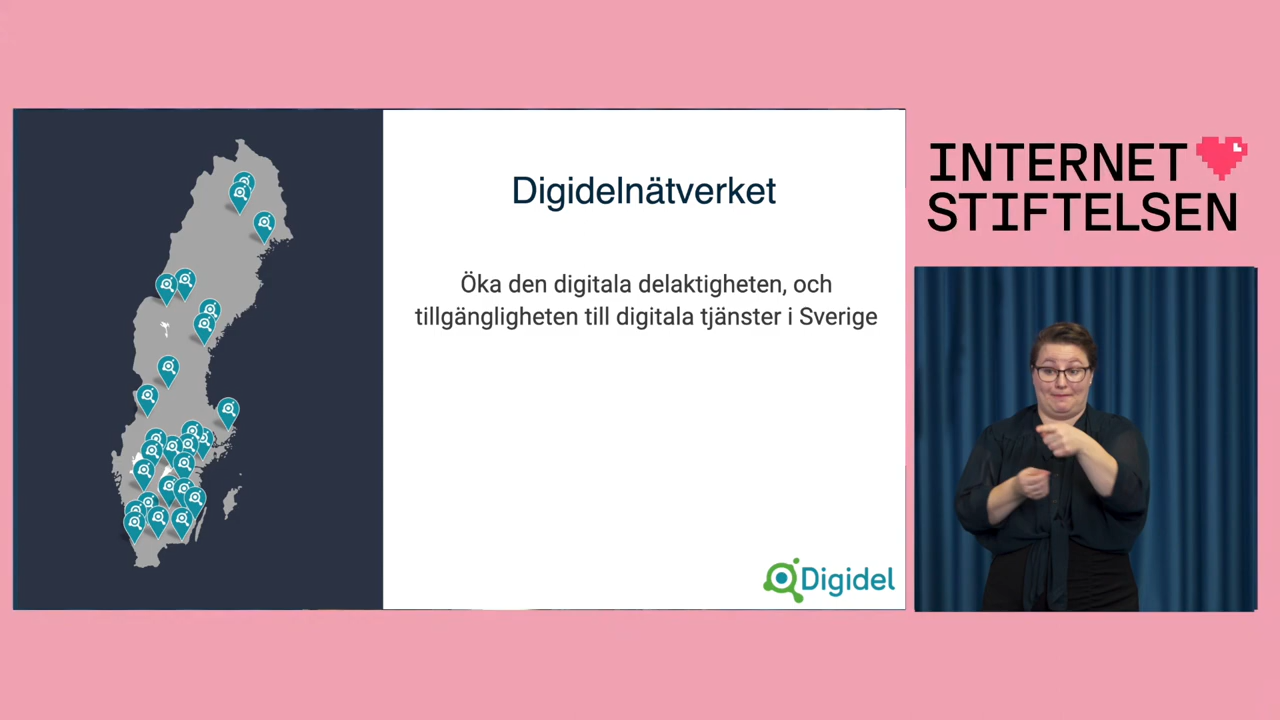 Digidelnätverket
Öka den digitala delaktigheten, och
tillgängligheten till digitala tjänster i Sverige
Digidel
INTERNET
STIFTELSEN